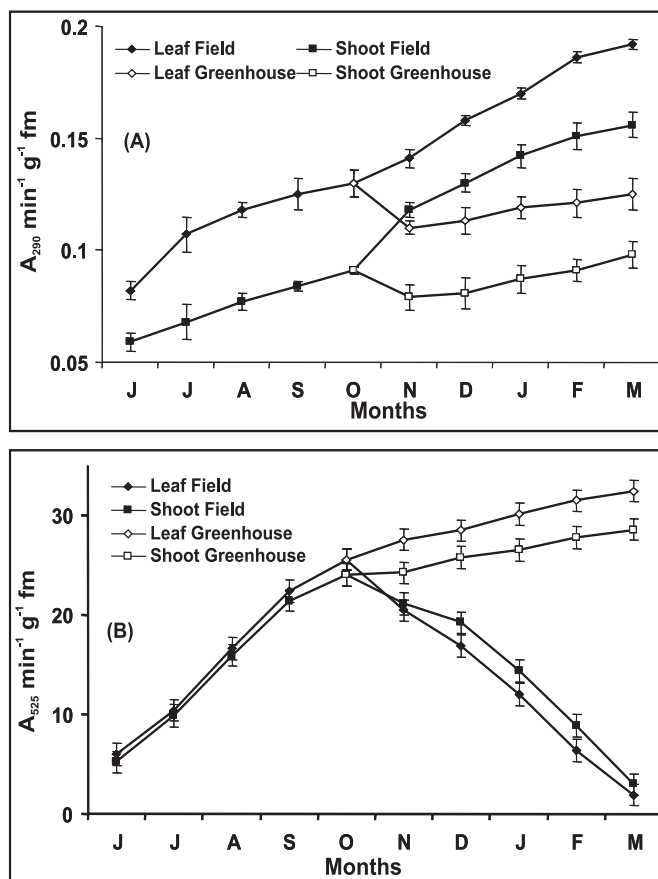 0.2
Leaf Field Shoot Field
Leaf Greenhouse Shoot Greenhouse
0.15
(A)
A₂₉₀ min⁻¹ g⁻¹ fm
0.1
0.05
J J A S O N D J F M
Months
Leaf Field
Shoot Field
30
Leaf Greenhouse
Shoot Greenhouse
20
(B)
A₅₂₅ min⁻¹ g⁻¹ fm
10
0
J J A S O N D J F M
Months